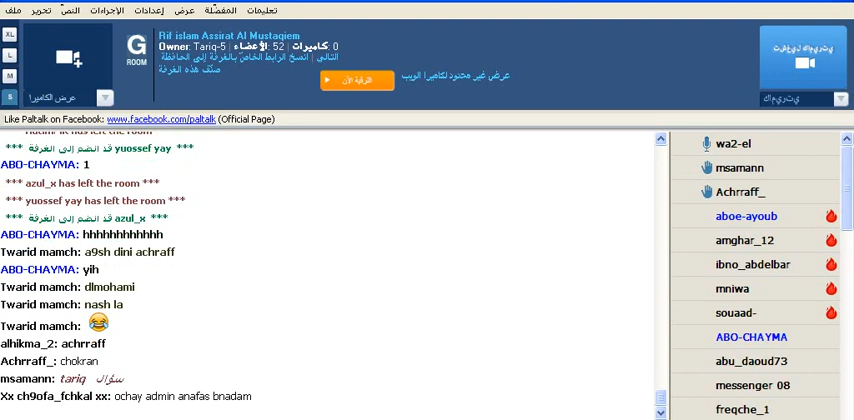 ملف تحرير النصّ الإجراءات إعدادات عرض المفضّلة تعليمات
XL
L
M
S
عرض الكاميرا
G
ROOM
Rif islam Assirat Al Mustaqiem
Owner: Tariq-5 | الأعضاء: 52 | كاميرات: 0
التالي | انسخ الرابط الخاصّ بالغرفة إلى الحافظة
صنّف هذه الغرفة
الترقية الآن
عرض غير محدود لكاميرا الويب
Like Paltalk on Facebook: www.facebook.com/paltalk (Official Page)
has left the room
*** yuossef yay قد انضم إلى الغرفة ***
ABO-CHAYMA: 1
*** azul_x has left the room ***
*** yuossef yay has left the room ***
*** azul_x قد انضم إلى الغرفة ***
ABO-CHAYMA: hhhhhhhhhhhh
Twarid mamch: a9sh dini achraff
ABO-CHAYMA: yih
Twarid mamch: dlmohami
Twarid mamch: nash la
Twarid mamch: 😂
alhikma_2: achrraff
Achrraff_: chokran
msamann: tariq سؤال
Xx ch9ofa_fchkal xx: ochay admin anafas bnadam
wa2-el
msamann
Achrraff_
aboe-ayoub
amghar_12
ibno_abdelbar
mniwa
souaad-
ABO-CHAYMA
abu_daoud73
messenger 08
freqche_1